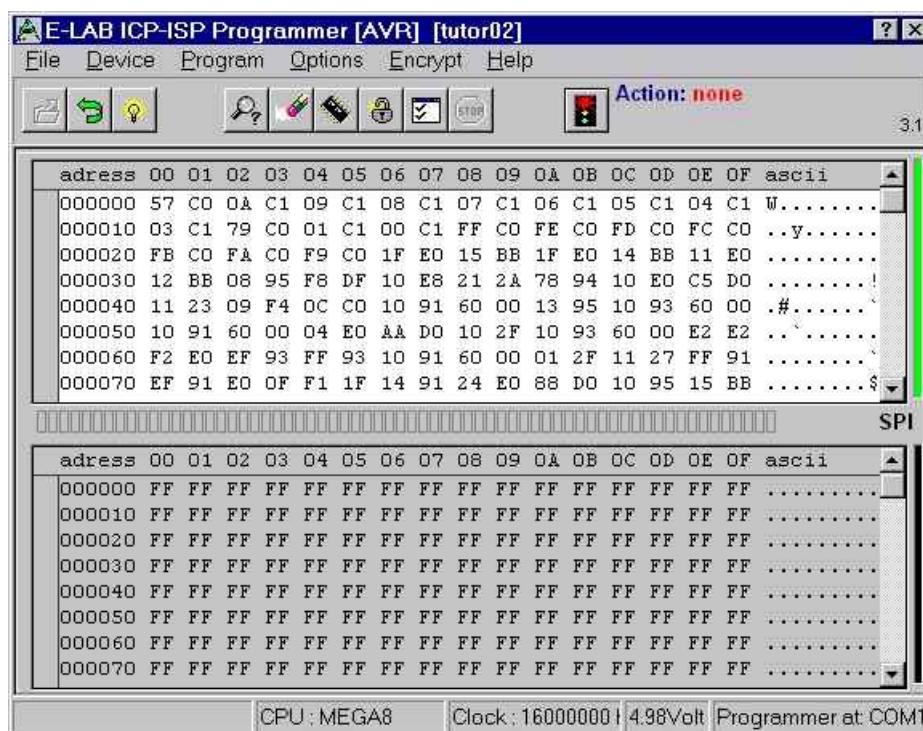 E-LAB ICP-ISP Programmer [AVR] [tutor02]
File Device Program Options Encrypt Help
STOP
Action: none
3.1
adress 00 01 02 03 04 05 06 07 08 09 0A 0B 0C 0D 0E 0F ascii
000000 57 C0 0A C1 09 C1 08 C1 07 C1 06 C1 05 C1 04 C1 W........
000010 03 C1 79 C0 01 C1 00 C1 FF C0 FE C0 FD C0 FC C0 ..y......
000020 FB C0 FA C0 F9 C0 1F E0 15 BB 1F E0 14 BB 11 E0 .........
000030 12 BB 08 95 F8 DF 10 E8 21 2A 78 94 10 E0 C5 D0 ........!
000040 11 23 09 F4 0C C0 10 91 60 00 13 95 10 93 60 00 .#......`
000050 10 91 60 00 04 E0 AA D0 10 2F 10 93 60 00 E2 E2 ..`......
000060 F2 E0 EF 93 FF 93 10 91 60 00 01 2F 11 27 FF 91 ........`
000070 EF 91 E0 0F F1 1F 14 91 24 E0 88 D0 10 95 15 BB ........$
SPI
adress 00 01 02 03 04 05 06 07 08 09 0A 0B 0C 0D 0E 0F ascii
000000 FF FF FF FF FF FF FF FF FF FF FF FF FF FF FF FF .........
000010 FF FF FF FF FF FF FF FF FF FF FF FF FF FF FF FF .........
000020 FF FF FF FF FF FF FF FF FF FF FF FF FF FF FF FF .........
000030 FF FF FF FF FF FF FF FF FF FF FF FF FF FF FF FF .........
000040 FF FF FF FF FF FF FF FF FF FF FF FF FF FF FF FF .........
000050 FF FF FF FF FF FF FF FF FF FF FF FF FF FF FF FF .........
000060 FF FF FF FF FF FF FF FF FF FF FF FF FF FF FF FF .........
000070 FF FF FF FF FF FF FF FF FF FF FF FF FF FF FF FF .........
CPU : MEGA8 Clock : 16000000 4.98Volt Programmer at: COM1